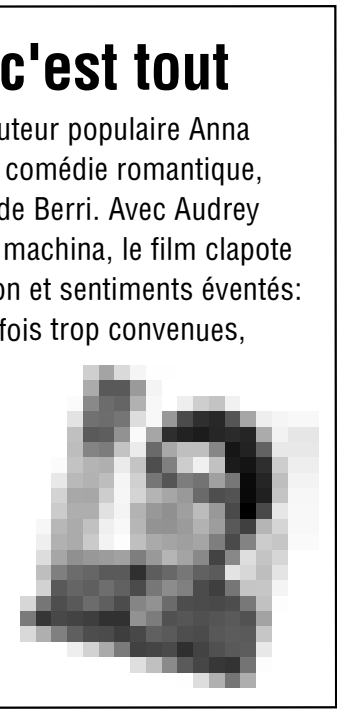 c'est tout
uteur populaire Anna
comédie romantique,
de Berri. Avec Audrey
machina, le film clapote
on et sentiments éventés:
fois trop convenues,